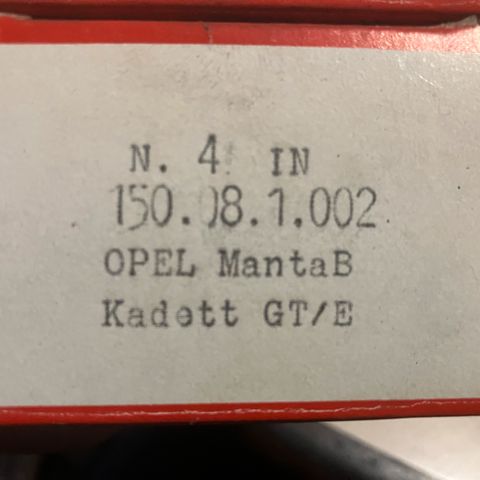 N. 4 IN
150.08.1.002
OPEL MantaB
Kadett GT/E